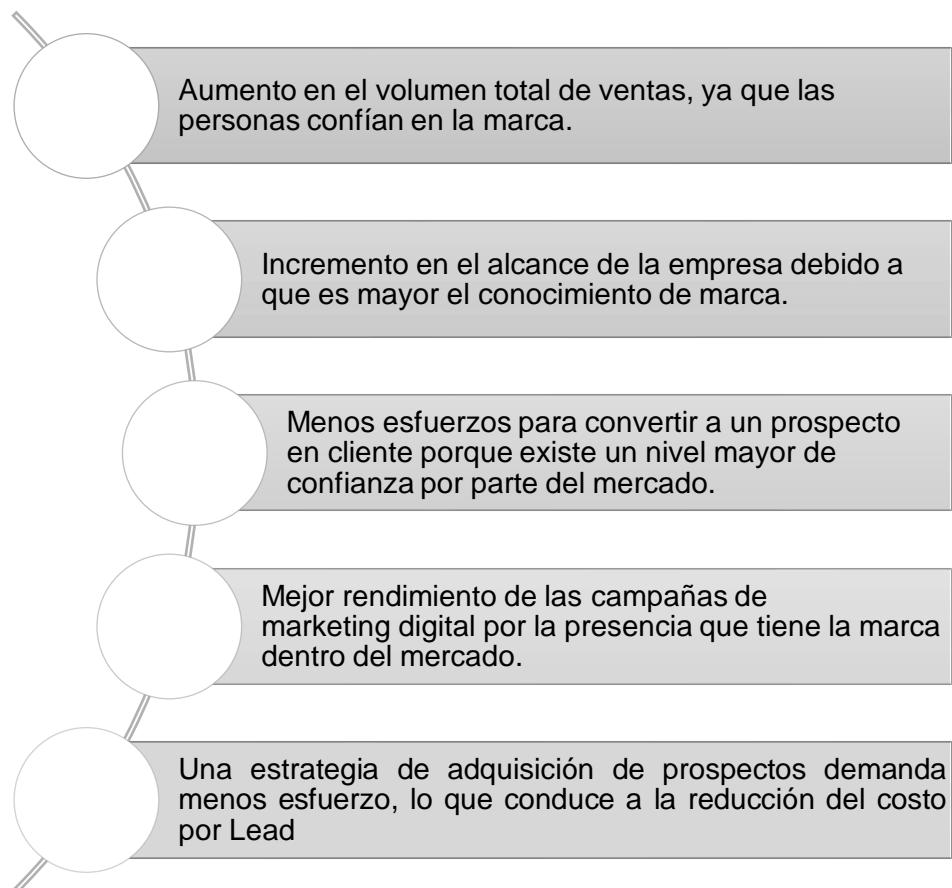 Aumento en el volumen total de ventas, ya que las
personas confían en la marca.
Incremento en el alcance de la empresa debido a
que es mayor el conocimiento de marca.
Menos esfuerzos para convertir a un prospecto
en cliente porque existe un nivel mayor de
confianza por parte del mercado.
Mejor rendimiento de las campañas de
marketing digital por la presencia que tiene la marca
dentro del mercado.
Una estrategia de adquisición de prospectos demanda
menos esfuerzo, lo que conduce a la reducción del costo
por Lead